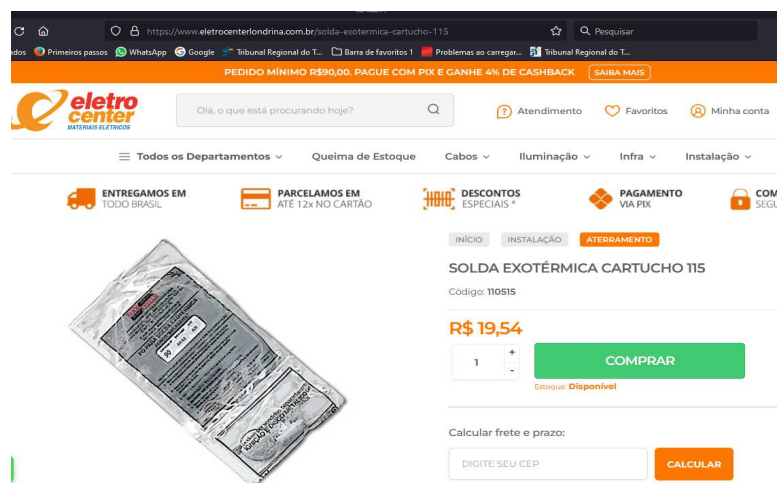 https://www.eletrocenterlondrina.com.br/solda-exotermica-cartucho-115
Pesquisar
Primeiros passos WhatsApp Google Tribunal Regional do T... Barra de favoritos 1 Problemas ao carregar... Tribunal Regional do T...
PEDIDO MÍNIMO R$90,00. PAGUE COM PIX E GANHE 4% DE CASHBACK SAIBA MAIS
eletro
center
MATERIAIS ELÉTRICOS
Olá, o que está procurando hoje?
Atendimento Favoritos Minha conta
Todos os Departamentos Queima de Estoque Cabos Iluminação Infra Instalação
ENTREGAMOS EM
TODO BRASIL
PARCELAMOS EM
ATÉ 12x NO CARTÃO
DESCONTOS
ESPECIAIS *
PAGAMENTO
VIA PIX
INÍCIO INSTALAÇÃO ATERRAMENTO
SOLDA EXOTÉRMICA CARTUCHO 115
Código: 110515
R$ 19,54
1 + -
COMPRAR
Estoque: Disponível
Calcular frete e prazo:
DIGITE SEU CEP CALCULAR